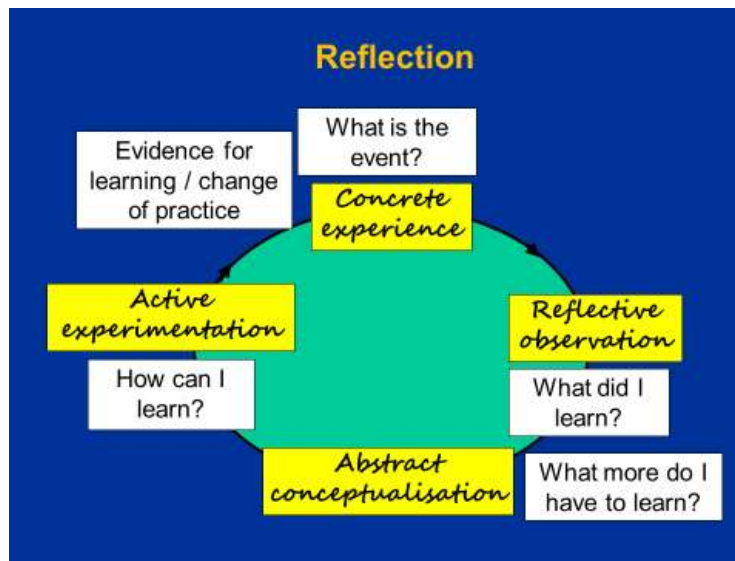 Reflection
What is the
event?
Evidence for
learning / change
of practice
Concrete
experience
Active
experimentation
Reflective
observation
How can I
learn?
What did I
learn?
Abstract
conceptualisation
What more do I
have to learn?